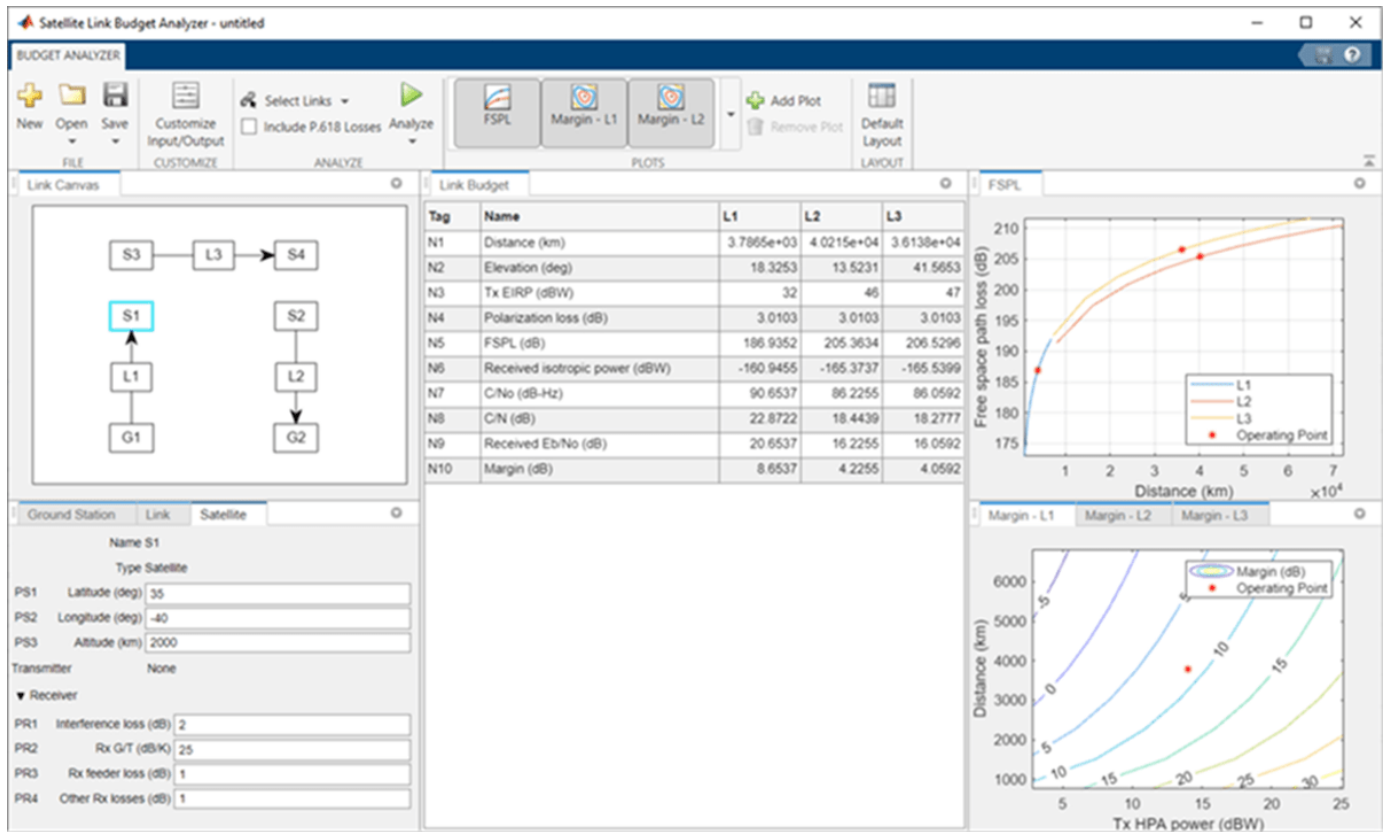 Satellite Link Budget Analyzer - untitled
BUDGET ANALYZER
?
New Open Save
Customize Input/Output
Select Links
Include P.618 Losses
Analyze
FSPL
Margin - L1
Margin - L2
Add Plot
Remove Plot
Default Layout
FILE CUSTOMIZE ANALYZE PLOTS LAYOUT
Link Canvas
S3 L3 S4
S1 S2
L1 L2
G1 G2
Ground Station Link Satellite
Name S1
Type Satellite
PS1 Latitude (deg) 35
PS2 Longitude (deg) -40
PS3 Altitude (km) 2000
Transmitter None
Receiver
PR1 Interference loss (dB) 2
PR2 Rx G/T (dB/K) 25
PR3 Rx feeder loss (dB) 1
PR4 Other Rx losses (dB) 1
Link Budget
Tag Name L1 L2 L3
N1 Distance (km) 3.7865e+03 4.0215e+04 3.6138e+04
N2 Elevation (deg) 18.3253 13.5231 41.5653
N3 Tx EIRP (dBW) 32 46 47
N4 Polarization loss (dB) 3.0103 3.0103 3.0103
N5 FSPL (dB) 186.9352 205.3634 206.5296
N6 Received isotropic power (dBW) -160.9455 -165.3737 -165.5399
N7 C/No (dB-Hz) 90.6537 86.2255 86.0592
N8 C/N (dB) 22.8722 18.4439 18.2777
N9 Received Eb/No (dB) 20.6537 16.2255 16.0592
N10 Margin (dB) 8.6537 4.2255 4.0592
FSPL
Free space path loss (dB)
210
205
200
195
190
185
180
175
L1
L2
L3
Operating Point
1 2 3 4 5 6 7
Distance (km) ×10⁴
Margin - L1 Margin - L2 Margin - L3
Distance (km)
6000
5000
4000
3000
2000
1000
Margin (dB)
Operating Point
-5
5
10
15
0
5
10 15 20 25 30
5 10 15 20 25
Tx HPA power (dBW)